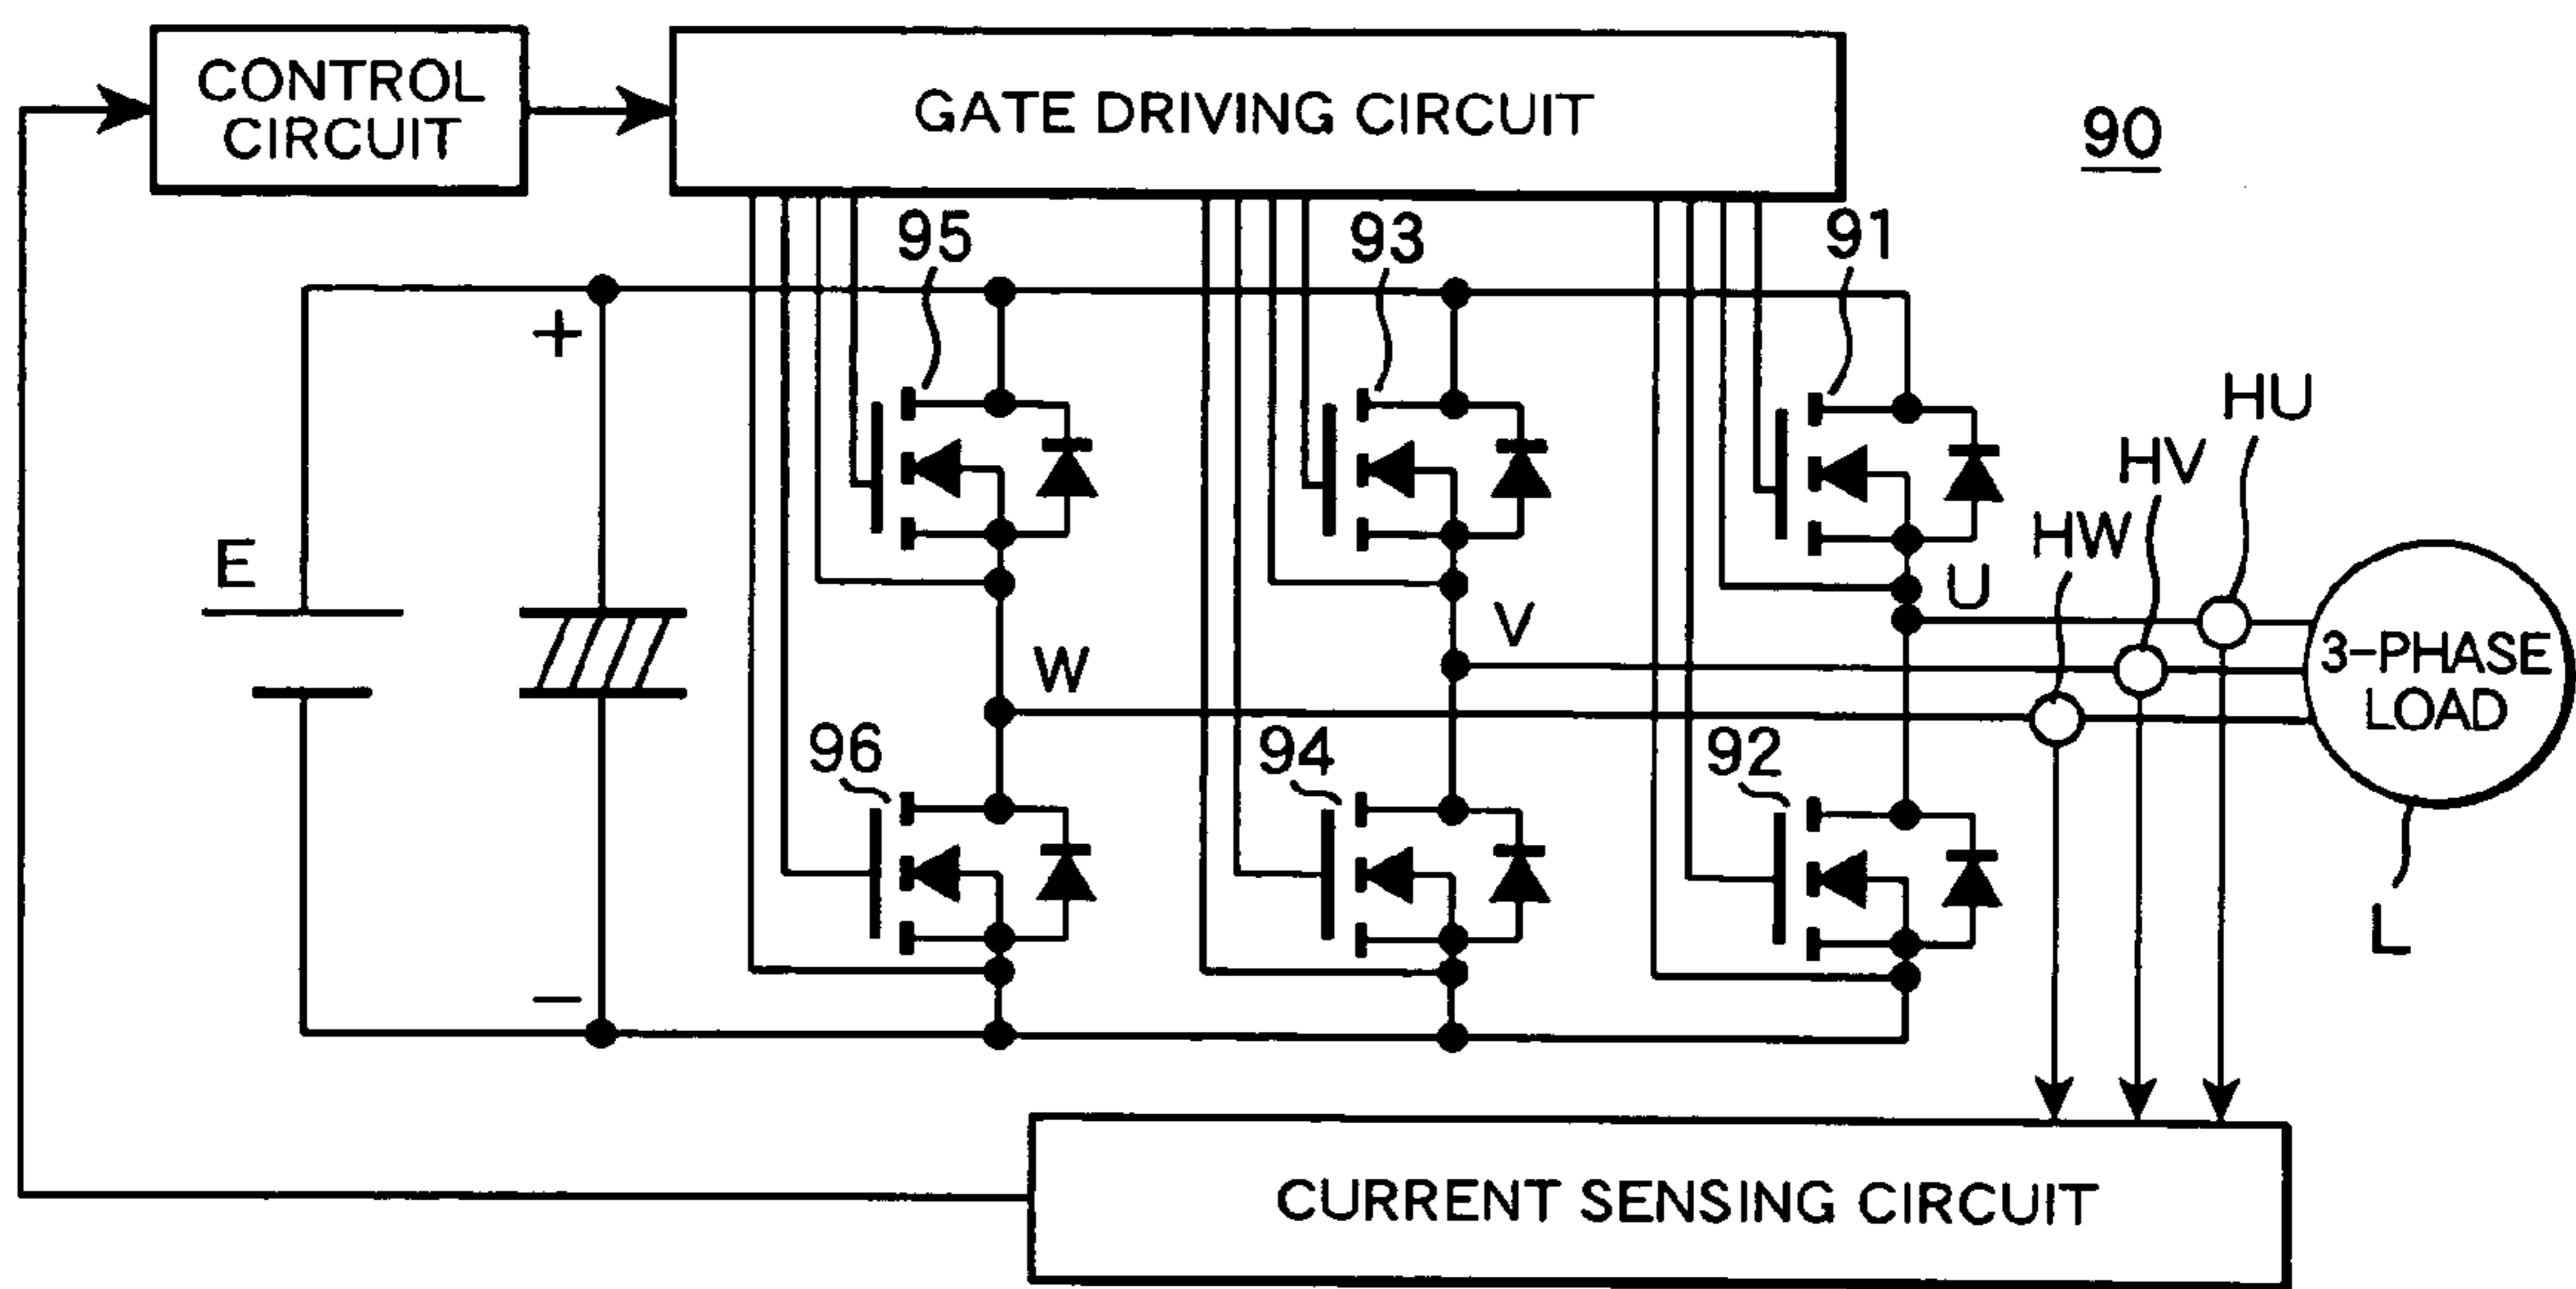 CONTROL
CIRCUIT
GATE DRIVING CIRCUIT
90
95
93
91
+
HU
HV
HW
E
U
V
W
3-PHASE
LOAD
96
94
92
L
−
CURRENT SENSING CIRCUIT